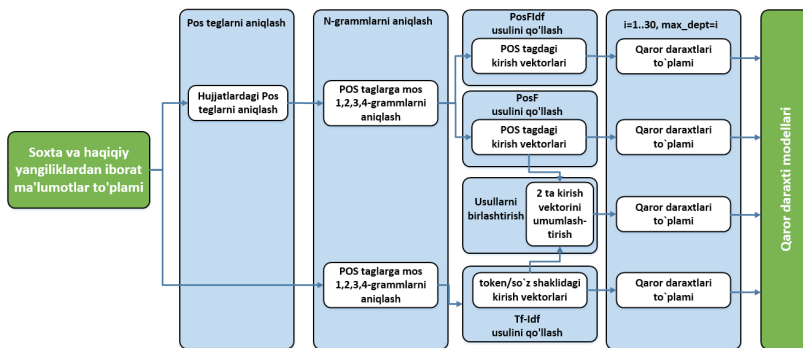 Soxta va haqiqiy
yangiliklardan iborat
ma'lumotlar to'plami
Pos teglarni aniqlash
Hujjatlardagi Pos
teglarni aniqlash
N-grammlarni aniqlash
POS taglarga mos
1,2,3,4-grammlarni
aniqlash
POS taglarga mos
1,2,3,4-grammlarni
aniqlash
PosFIdf
usulini qo'llash
POS tagdagi
kirish vektorlari
PosF
usulini qo'llash
POS tagdagi
kirish vektorlari
Usullarni
birlashtirish
2 ta kirish
vektorini
umumlash-
tirish
token/so`z shaklidagi
kirish vektorlari
Tf-Idf
usulini qo'llash
i=1..30, max_dept=i
Qaror daraxtlari
to`plami
Qaror daraxtlari
to`plami
Qaror daraxtlari
to`plami
Qaror daraxtlari
to`plami
Qaror daraxti modellari